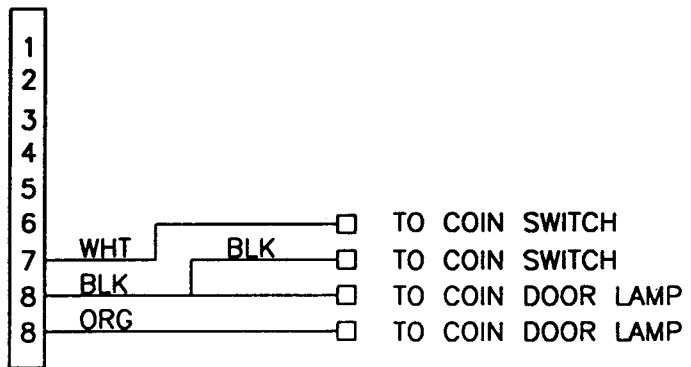 1
2
3
4
5
6 TO COIN SWITCH
WHT BLK
7 TO COIN SWITCH
BLK
8 TO COIN DOOR LAMP
ORG
8 TO COIN DOOR LAMP